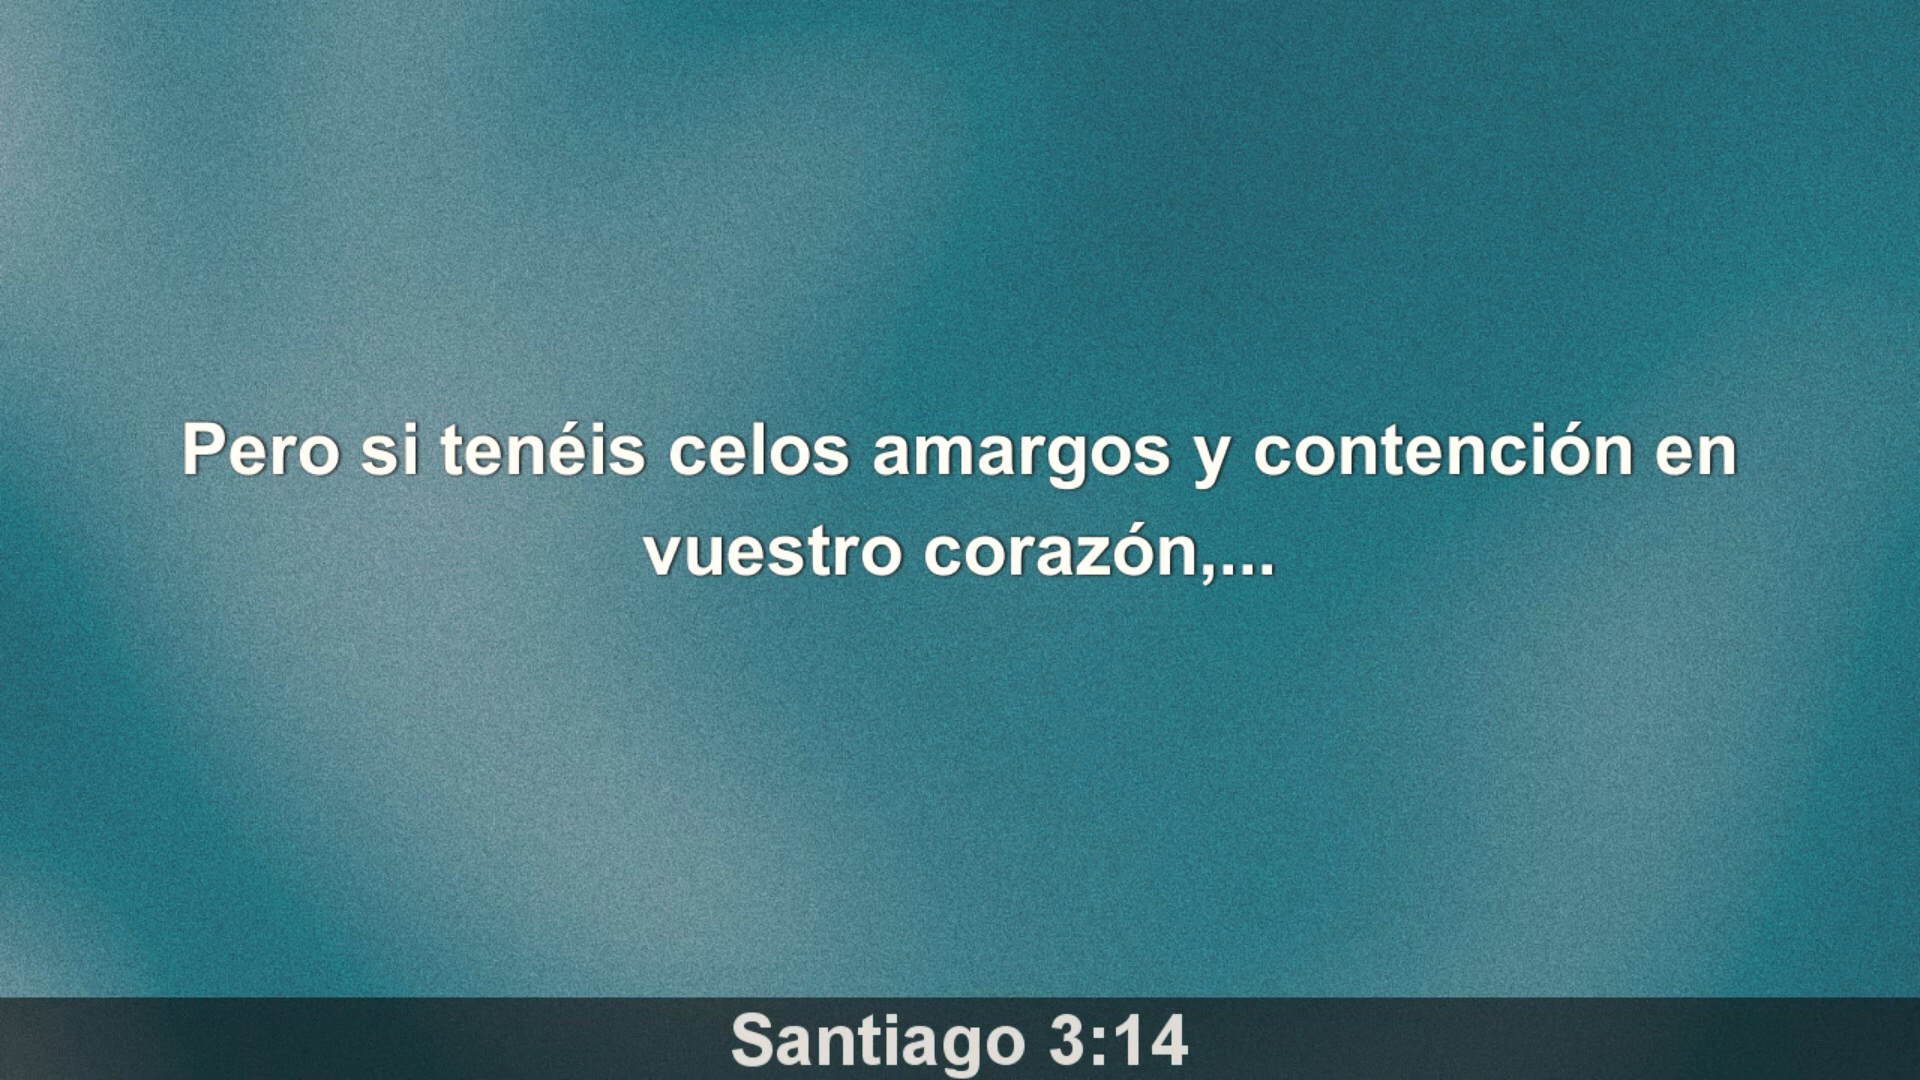 Pero si tenéis celos amargos y contención en
vuestro corazón,...
Santiago 3:14